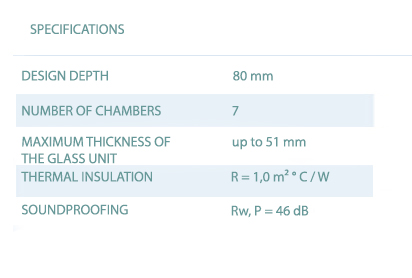 SPECIFICATIONS
DESIGN DEPTH 80 mm
NUMBER OF CHAMBERS 7
MAXIMUM THICKNESS OF up to 51 mm
THE GLASS UNIT
THERMAL INSULATION R = 1,0 m² ° C / W
SOUNDPROOFING Rw, P = 46 dB